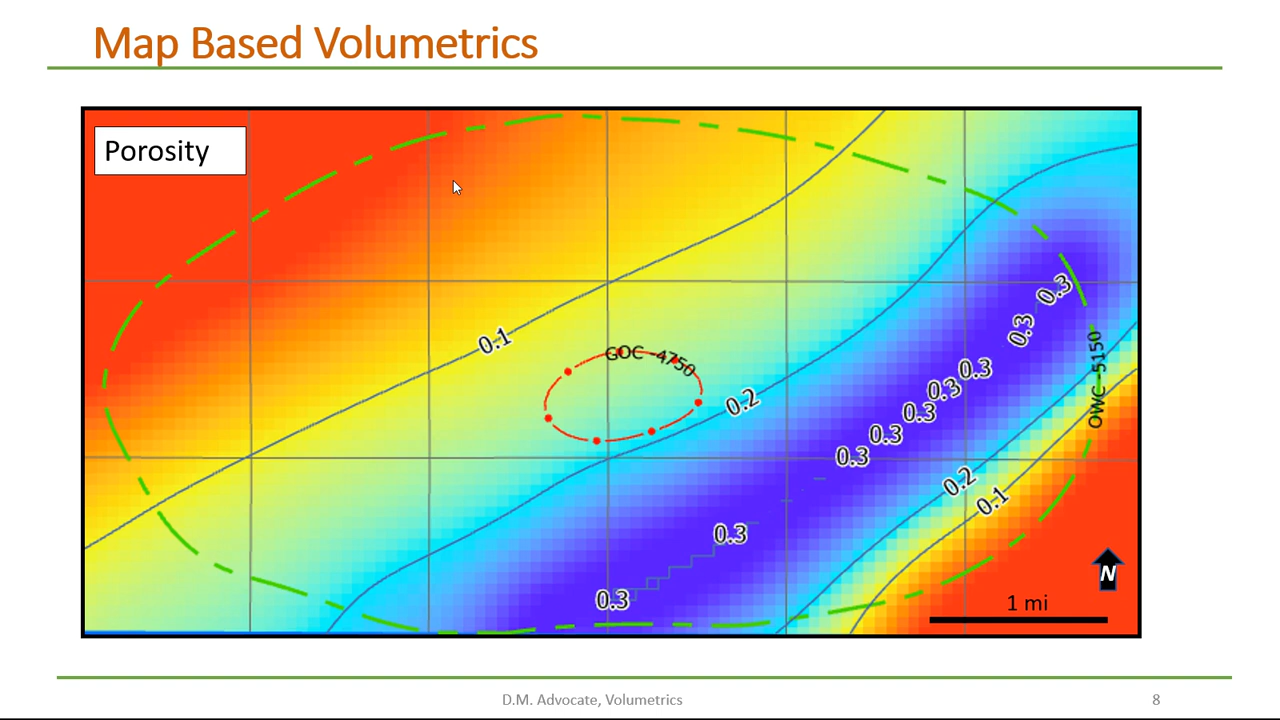 Map Based Volumetrics
Porosity
0.3
0.3
0.1
GOC -4750
OWC -5150
0.3
0.3
0.2
0.3
0.3
0.3
0.2
0.1
0.3
N
0.3
1 mi
D.M. Advocate, Volumetrics
8